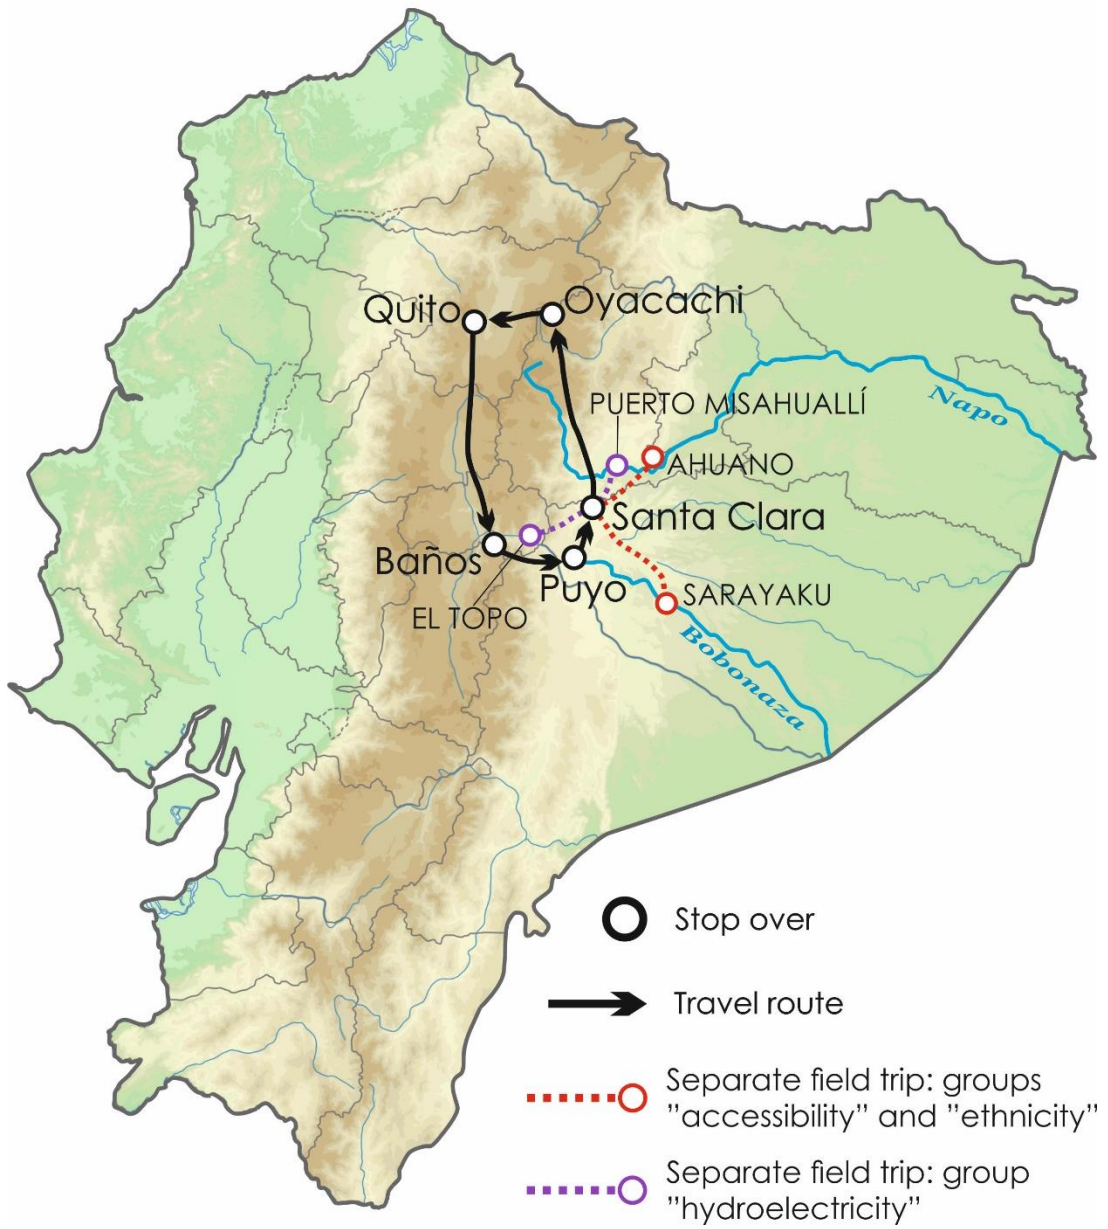 Quito
Oyacachi
PUERTO MISAHUALLÍ
Napo
AHUANO
Santa Clara
Baños
Puyo
SARAYAKU
EL TOPO
Bobonaza
Stop over
Travel route
Separate field trip: groups
"accessibility" and "ethnicity"
Separate field trip: group
"hydroelectricity"